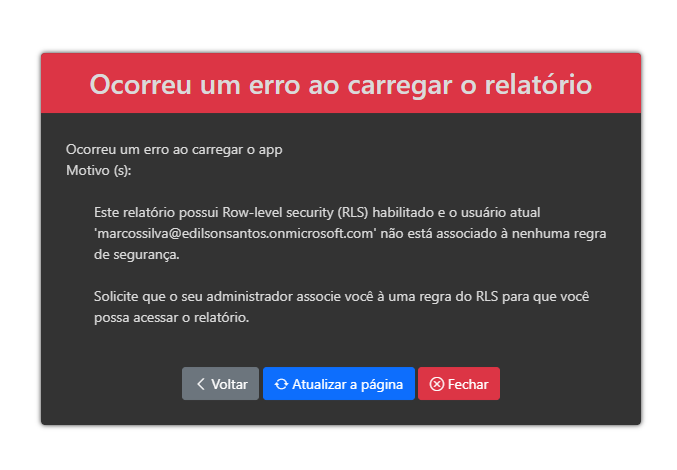 Ocorreu um erro ao carregar o relatório
Ocorreu um erro ao carregar o app
Motivo (s):
Este relatório possui Row-level security (RLS) habilitado e o usuário atual
'marcossilva@edilsonsantos.onmicrosoft.com' não está associado à nenhuma regra
de segurança.
Solicite que o seu administrador associe você à uma regra do RLS para que você
possa acessar o relatório.
Voltar
Atualizar a página
Fechar